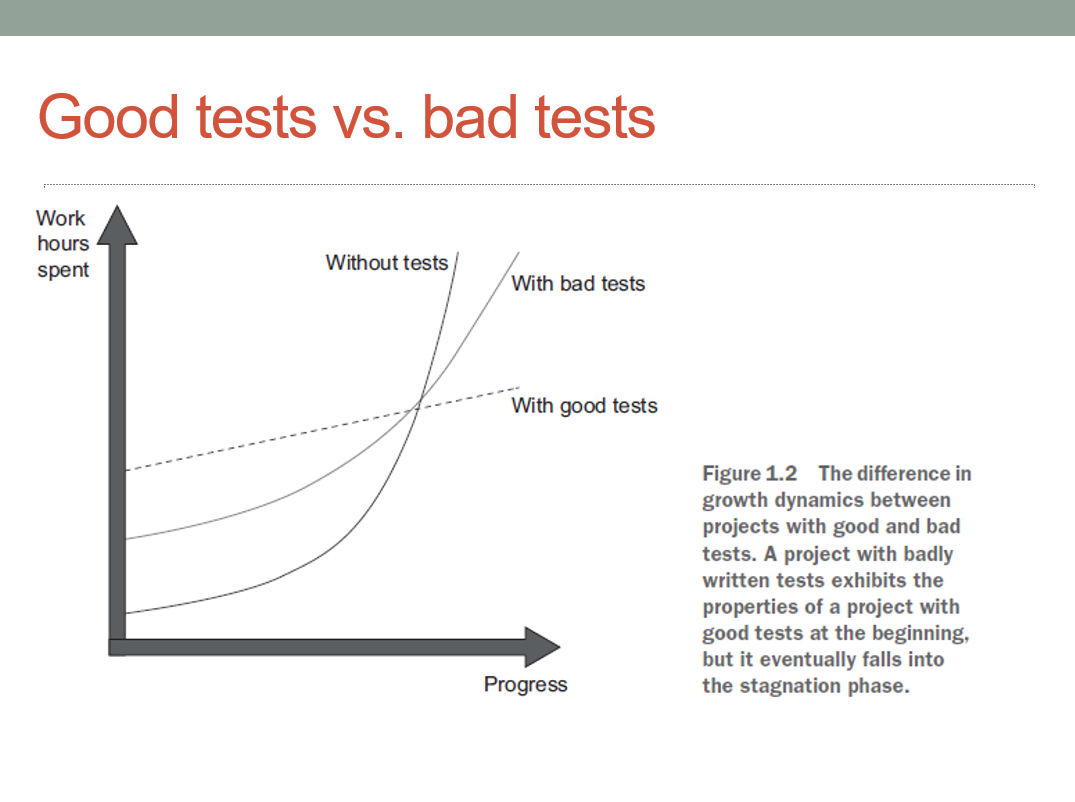 Good tests vs. bad tests
Work
hours
spent
Without tests
With bad tests
With good tests
Progress
Figure 1.2 The difference in
growth dynamics between
projects with good and bad
tests. A project with badly
written tests exhibits the
properties of a project with
good tests at the beginning,
but it eventually falls into
the stagnation phase.